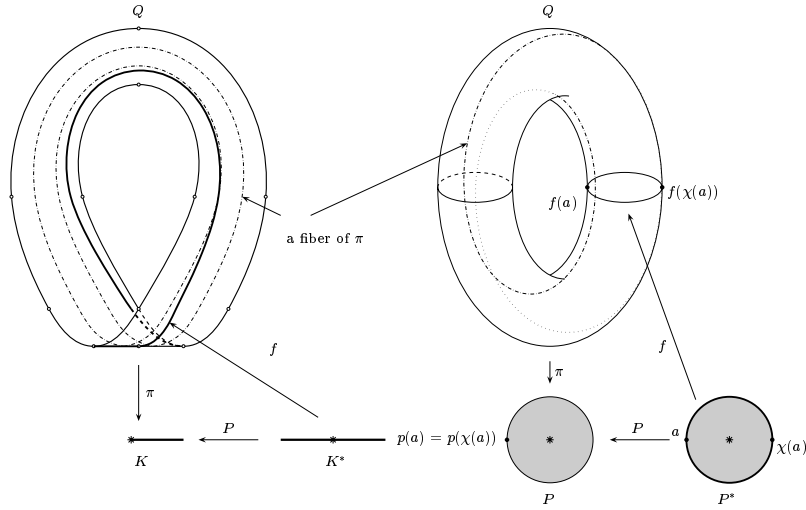 Q
Q
f(a)
f(χ(a))
a fiber of π
f
f
π
π
P
p(a) = p(χ(a))
P
a
χ(a)
K
K*
P
P*